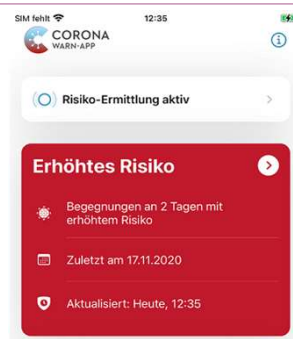 SIM fehlt 12:35
CORONA
WARN-APP
Risiko-Ermittlung aktiv
Erhöhtes Risiko
Begegnungen an 2 Tagen mit
erhöhtem Risiko
Zuletzt am 17.11.2020
Aktualisiert: Heute, 12:35